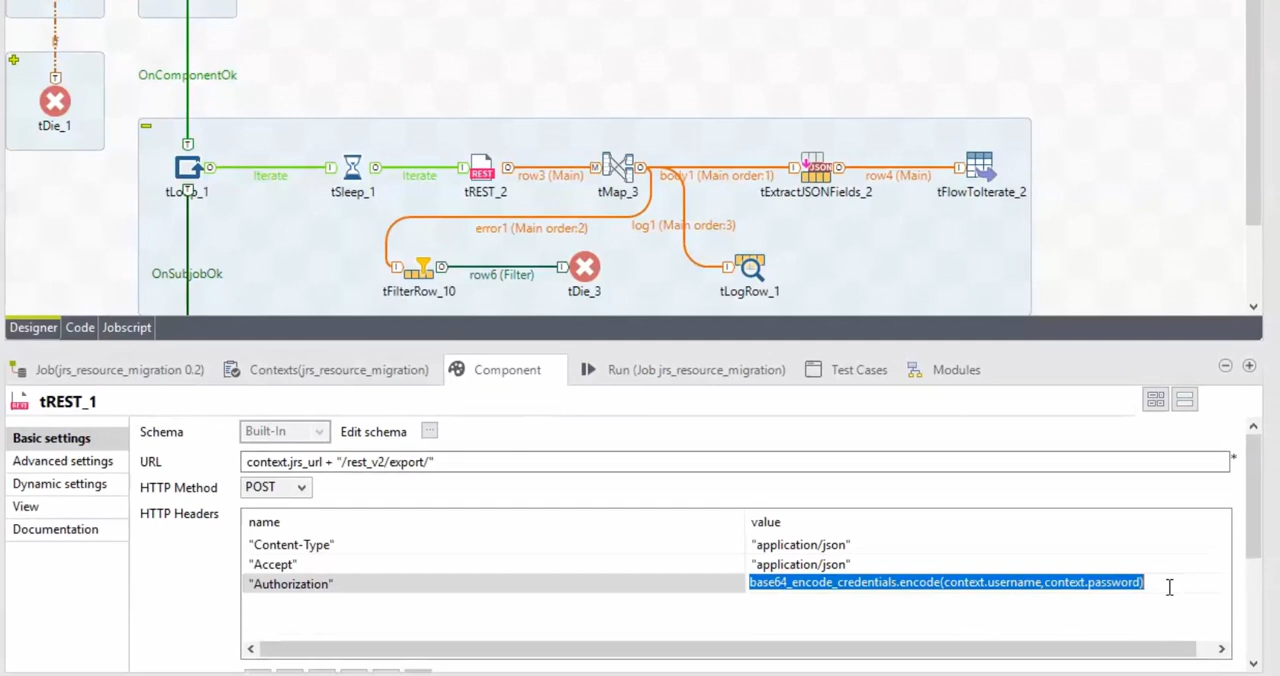 OnComponentOk
tDie_1
Iterate
Iterate
row3 (Main)
body1 (Main order:1)
row4 (Main)
tLoop_1
tSleep_1
tREST_2
tMap_3
tExtractJSONFields_2
tFlowToIterate_2
error1 (Main order:2)
log1 (Main order:3)
OnSubjobOk
row6 (Filter)
tFilterRow_10
tDie_3
tLogRow_1
Designer
Code
Jobscript
Job(jrs_resource_migration 0.2)
Contexts(jrs_resource_migration)
Component
Run (Job jrs_resource_migration)
Test Cases
Modules
tREST_1
Basic settings
Advanced settings
Dynamic settings
View
Documentation
Schema
Built-In
Edit schema
...
URL
context.jrs_url + "/rest_v2/export/"
*
HTTP Method
POST
HTTP Headers
name
value
"Content-Type"
"application/json"
"Accept"
"application/json"
"Authorization"
base64_encode_credentials.encode(context.username,context.password)